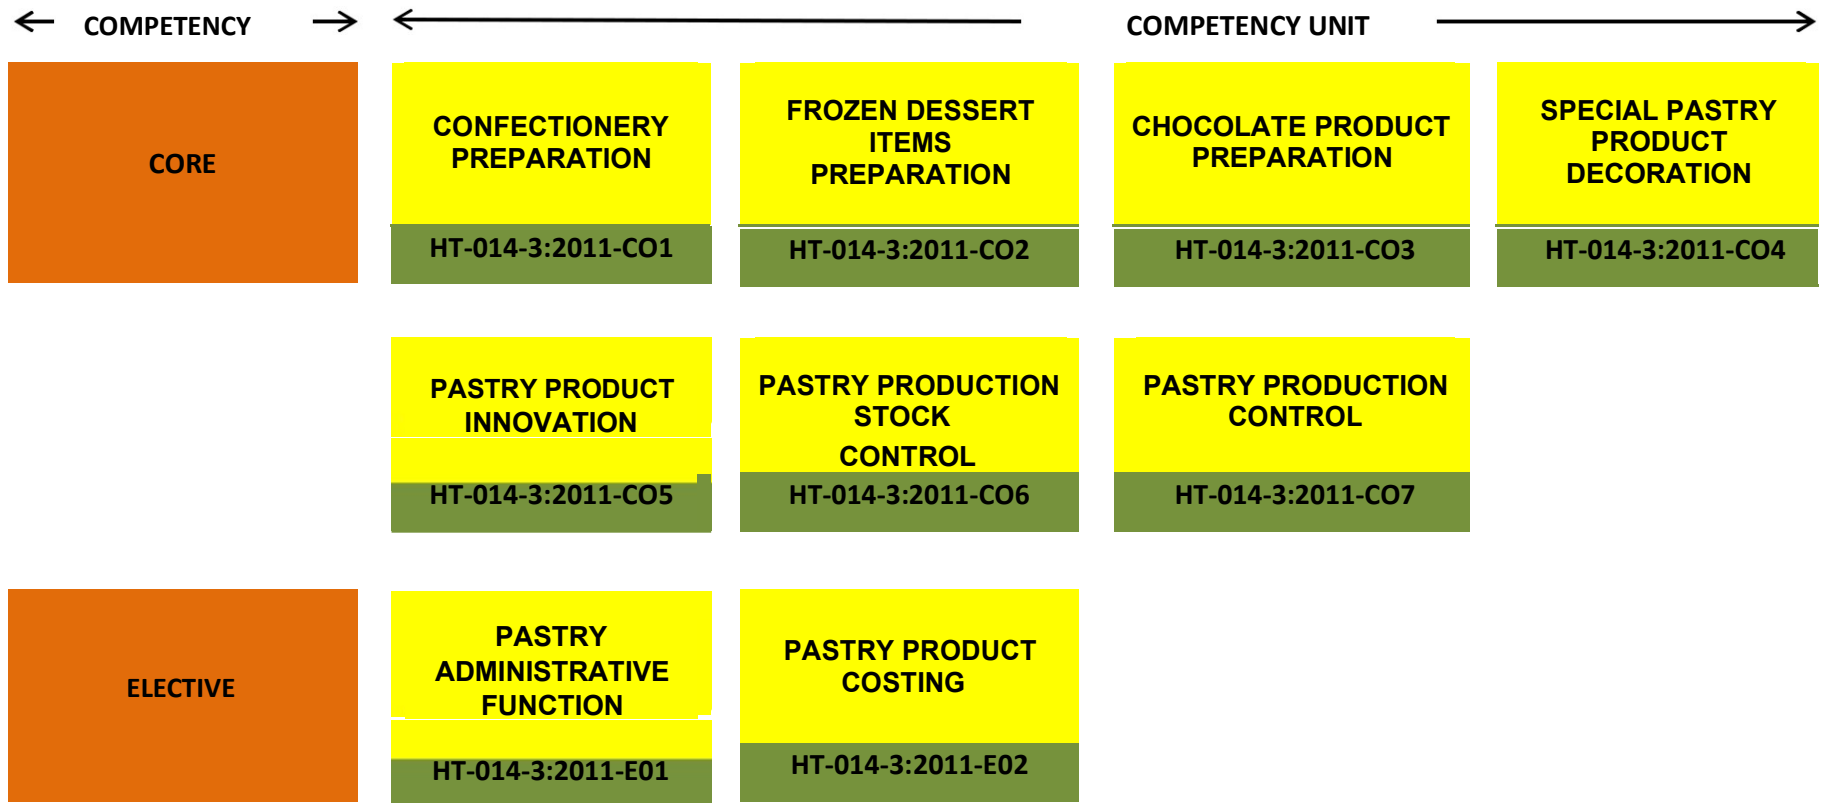 COMPETENCY
COMPETENCY UNIT
CORE
CONFECTIONERY
PREPARATION
HT-014-3:2011-CO1
FROZEN DESSERT
ITEMS
PREPARATION
HT-014-3:2011-CO2
CHOCOLATE PRODUCT
PREPARATION
HT-014-3:2011-CO3
SPECIAL PASTRY
PRODUCT
DECORATION
HT-014-3:2011-CO4
PASTRY PRODUCT
INNOVATION
HT-014-3:2011-CO5
PASTRY PRODUCTION
STOCK
CONTROL
HT-014-3:2011-CO6
PASTRY PRODUCTION
CONTROL
HT-014-3:2011-CO7
ELECTIVE
PASTRY
ADMINISTRATIVE
FUNCTION
HT-014-3:2011-E01
PASTRY PRODUCT
COSTING
HT-014-3:2011-E02